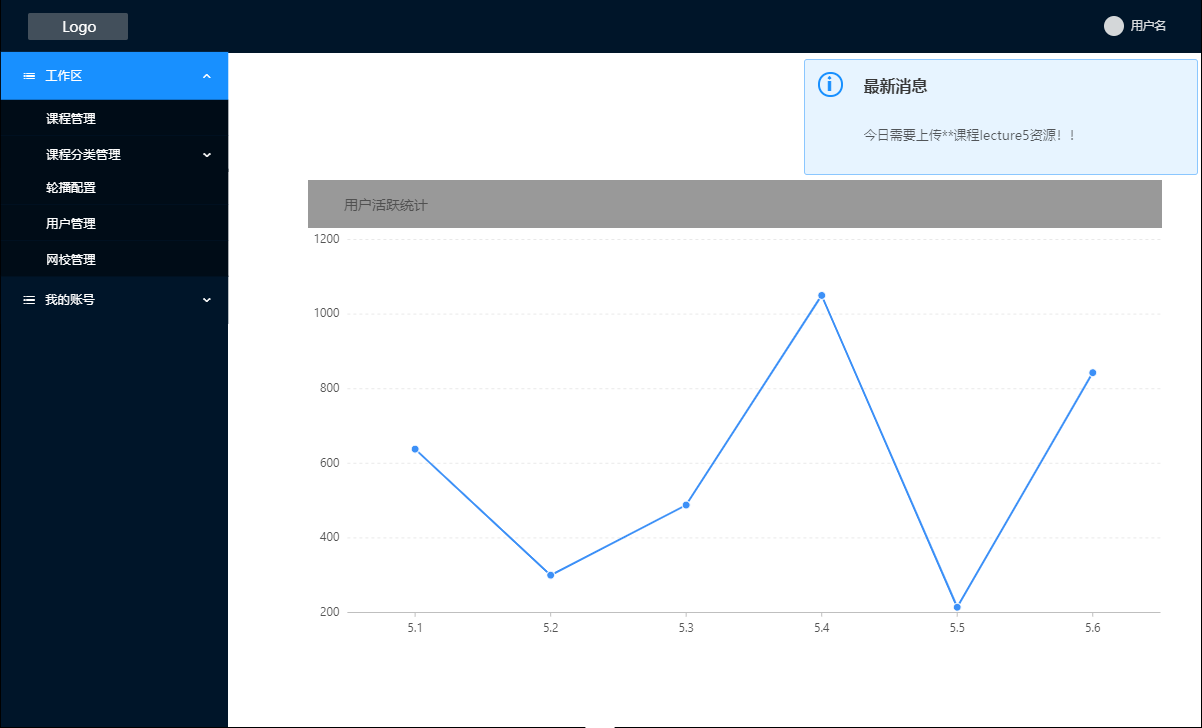 Logo
用户名
工作区
课程管理
课程分类管理
轮播配置
用户管理
网校管理
我的账号
最新消息
今日需要上传**课程lecture5资源！！
用户活跃统计
1200
1000
800
600
400
200
5.1 5.2 5.3 5.4 5.5 5.6